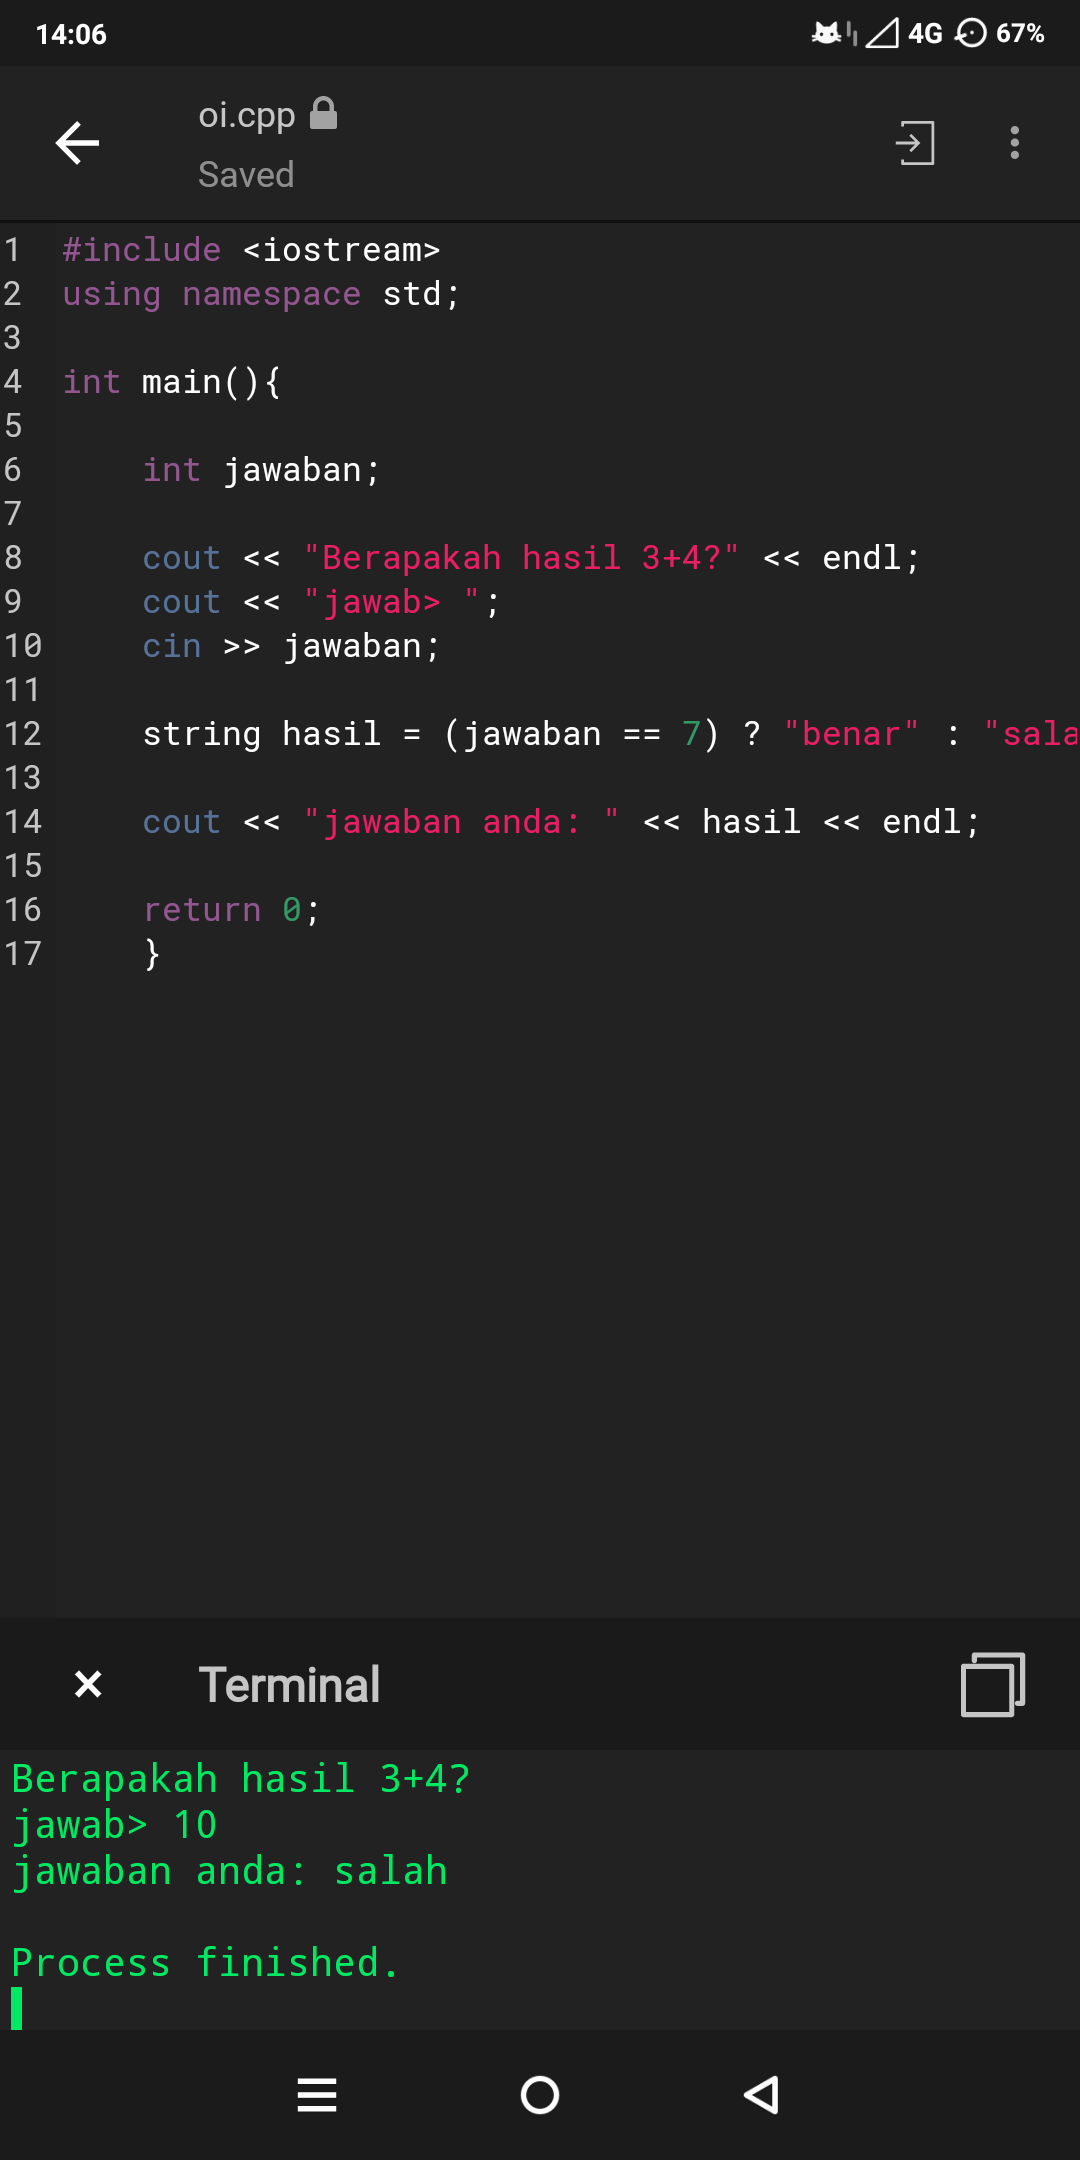 14:06
4G 67%
oi.cpp
Saved
1 #include <iostream>
2 using namespace std;
3
4 int main(){
5
6 int jawaban;
7
8 cout << "Berapakah hasil 3+4?" << endl;
9 cout << "jawab> ";
10 cin >> jawaban;
11
12 string hasil = (jawaban == 7) ? "benar" : "sala
13
14 cout << "jawaban anda: " << hasil << endl;
15
16 return 0;
17 }
Terminal
Berapakah hasil 3+4?
jawab> 10
jawaban anda: salah
Process finished.